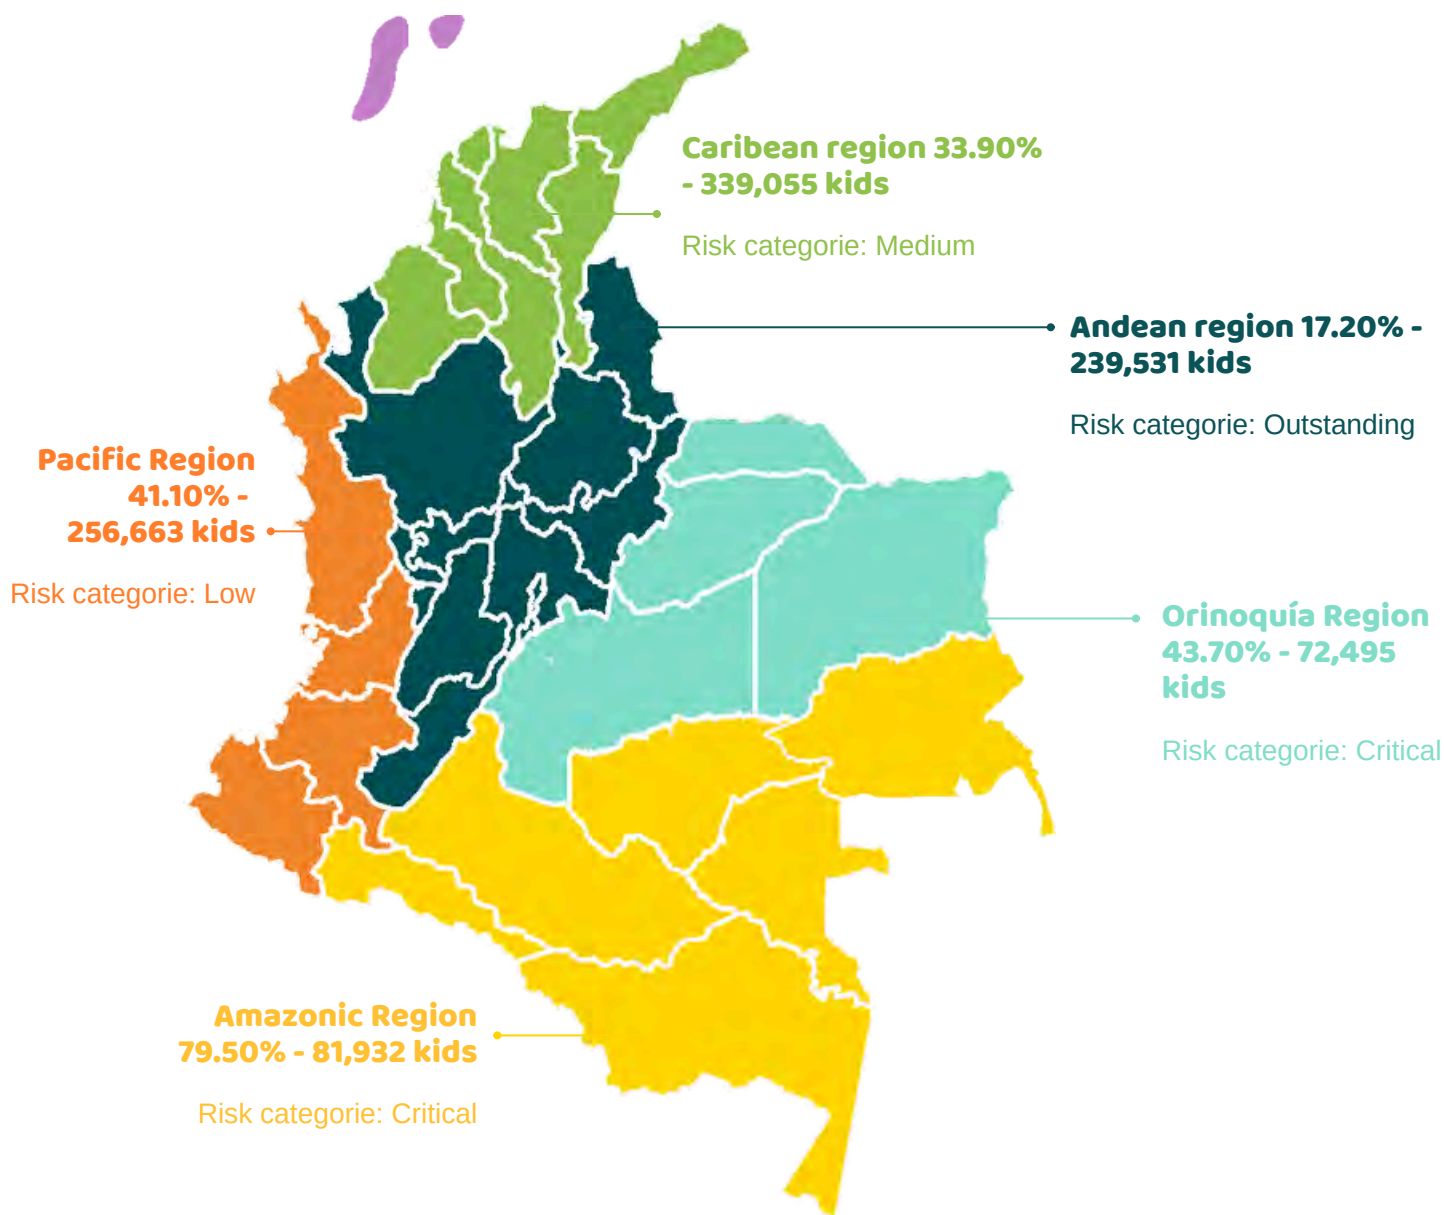 Caribean region 33.90%
- 339,055 kids
Risk categorie: Medium
Andean region 17.20% -
239,531 kids
Risk categorie: Outstanding
Pacific Region
41.10% -
256,663 kids
Risk categorie: Low
Orinoquía Region
43.70% - 72,495
kids
Risk categorie: Critical
Amazonic Region
79.50% - 81,932 kids
Risk categorie: Critical